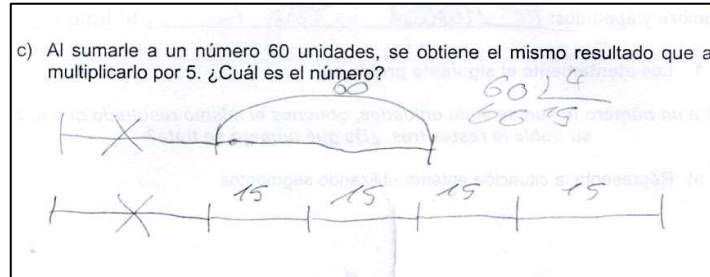 c) Al sumarle a un número 60 unidades, se obtiene el mismo resultado que a
multiplicarlo por 5. ¿Cuál es el número?
60
60 4
60 15
X
15 15 15 15
X